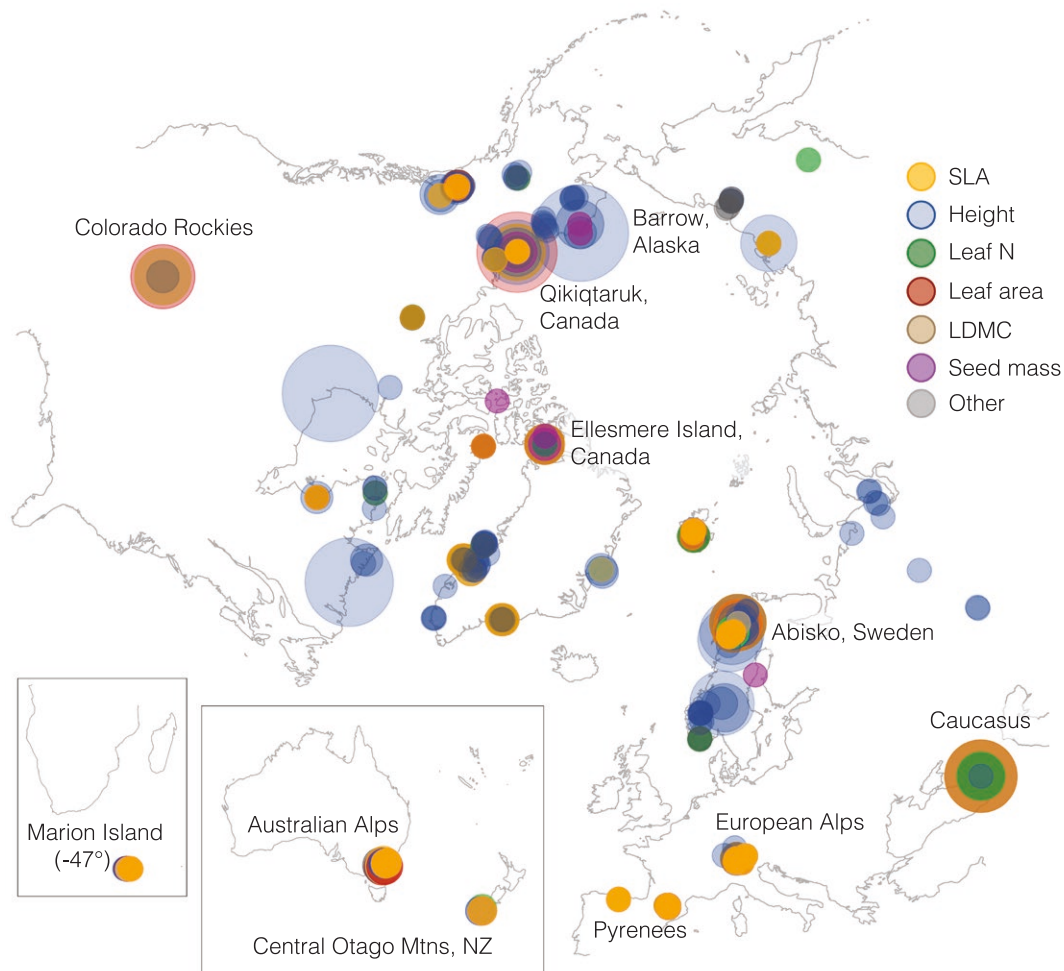 Colorado Rockies
Barrow,
Alaska
Qikiqtaruk,
Canada
SLA
Height
Leaf N
Leaf area
LDMC
Seed mass
Other
Ellesmere Island,
Canada
Abisko, Sweden
Caucasus
Marion Island
(-47°)
Australian Alps
European Alps
Pyrenees
Central Otago Mtns, NZ